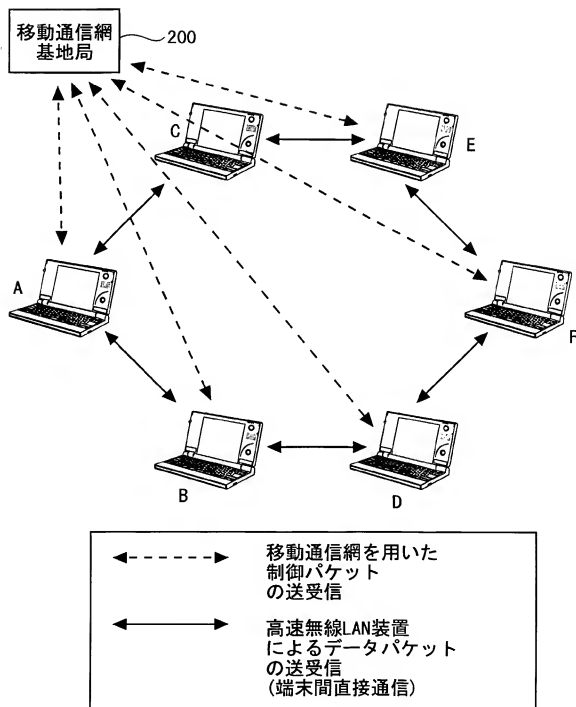 移動通信網
基地局
200
C
E
A
F
B
D
移動通信網を用いた
制御パケット
の送受信
高速無線LAN装置
によるデータパケット
の送受信
(端末間直接通信)